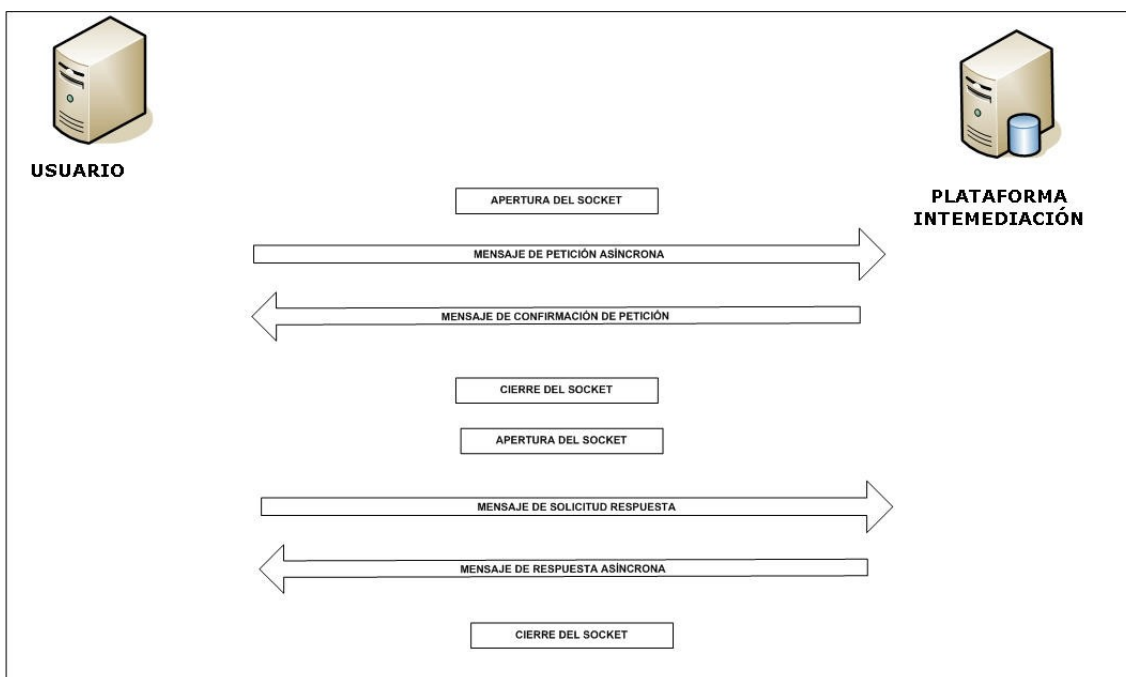 USUARIO
PLATAFORMA
INTEMEDIACIÓN
APERTURA DEL SOCKET
MENSAJE DE PETICIÓN ASÍNCRONA
MENSAJE DE CONFIRMACIÓN DE PETICIÓN
CIERRE DEL SOCKET
APERTURA DEL SOCKET
MENSAJE DE SOLICITUD RESPUESTA
MENSAJE DE RESPUESTA ASÍNCRONA
CIERRE DEL SOCKET